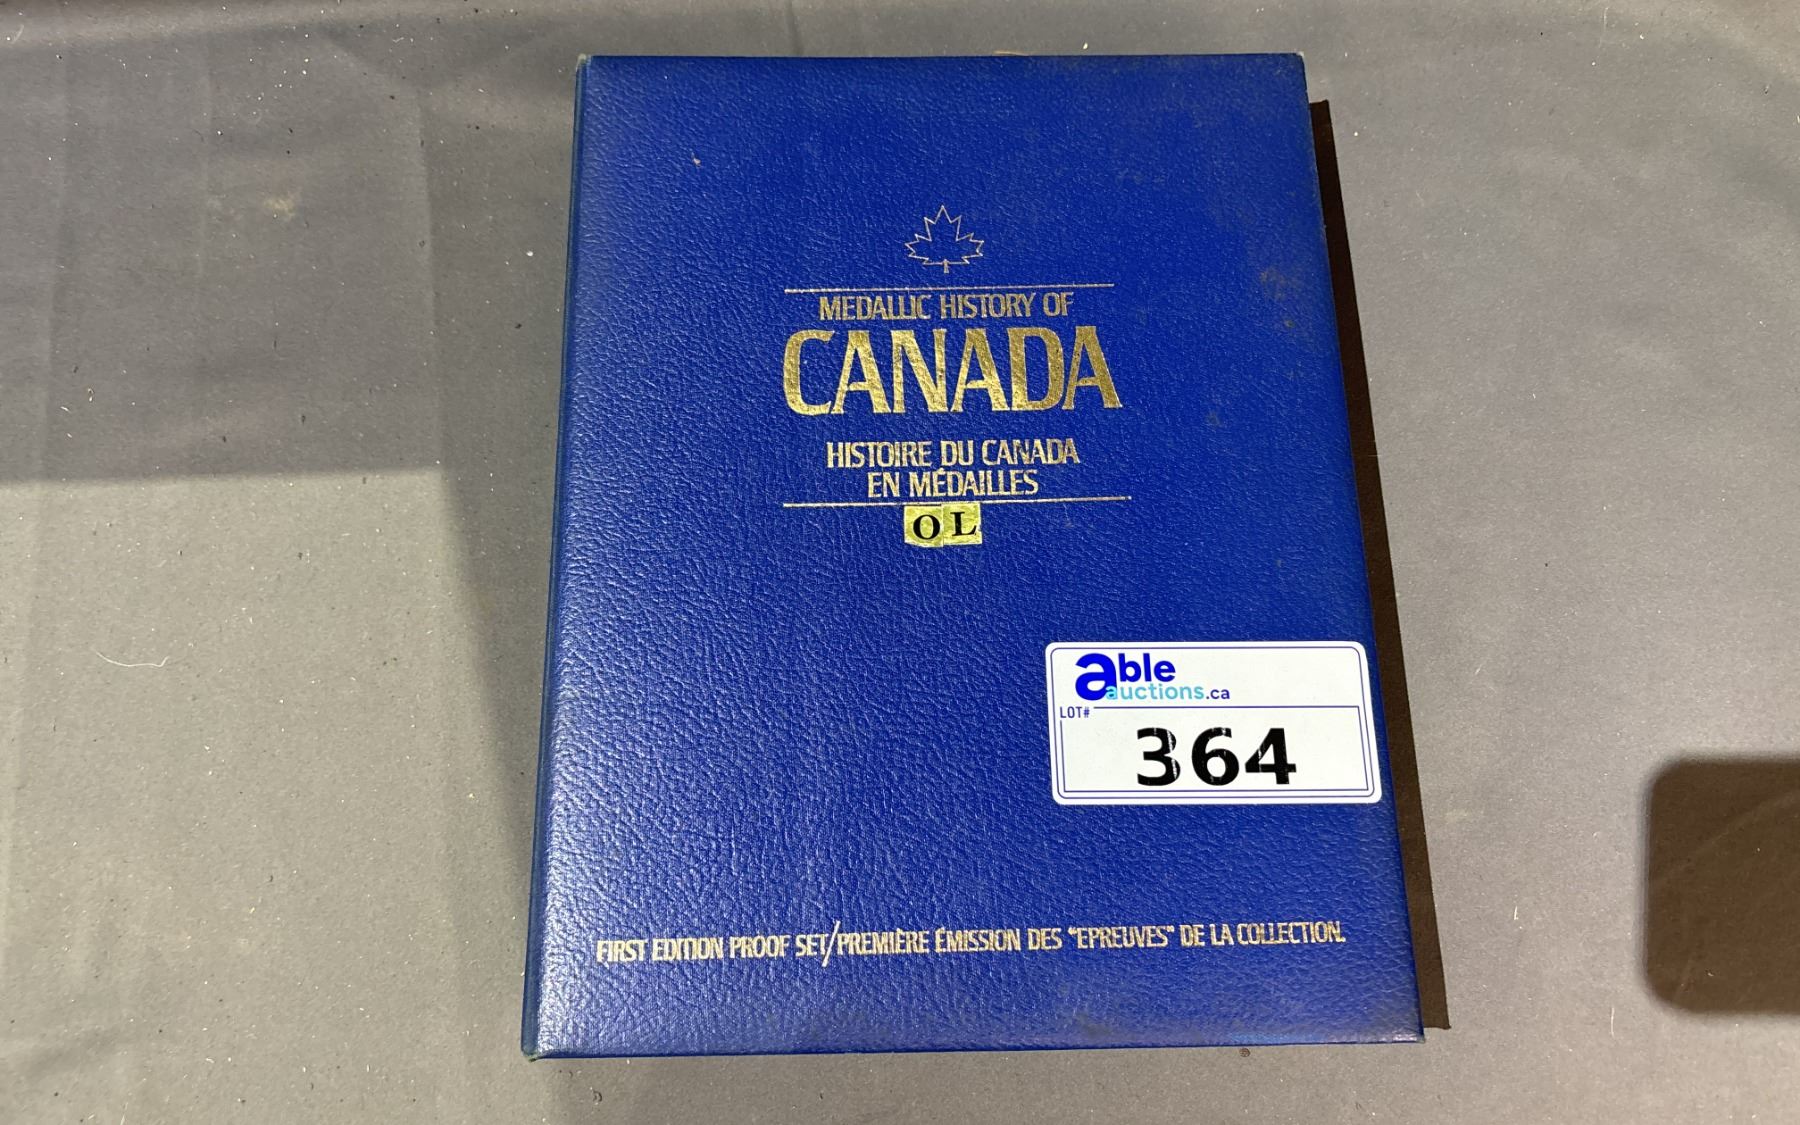 MEDALLIC HISTORY OF
CANADA
HISTOIRE DU CANADA
EN MÉDAILLES
OL
able
auctions.ca
LOT#
364
FIRST EDITION PROOF SET/PREMIÈRE ÉMISSION DES "EPREUVES" DE LA COLLECTION.